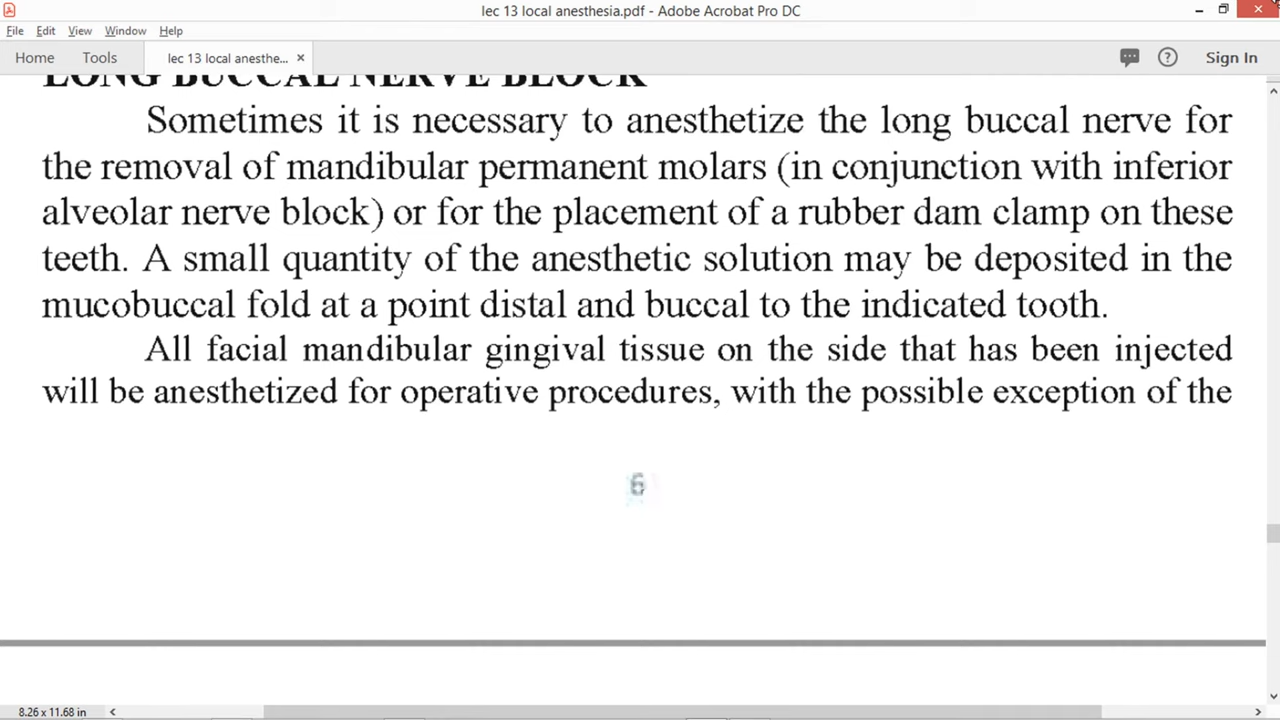 lec 13 local anesthesia.pdf - Adobe Acrobat Pro DC
File Edit View Window Help
Home Tools lec 13 local anesthe... × Sign In
LONG BUCCAL NERVE BLOCK
Sometimes it is necessary to anesthetize the long buccal nerve for
the removal of mandibular permanent molars (in conjunction with inferior
alveolar nerve block) or for the placement of a rubber dam clamp on these
teeth. A small quantity of the anesthetic solution may be deposited in the
mucobuccal fold at a point distal and buccal to the indicated tooth.
All facial mandibular gingival tissue on the side that has been injected
will be anesthetized for operative procedures, with the possible exception of the
6
8.26 x 11.68 in